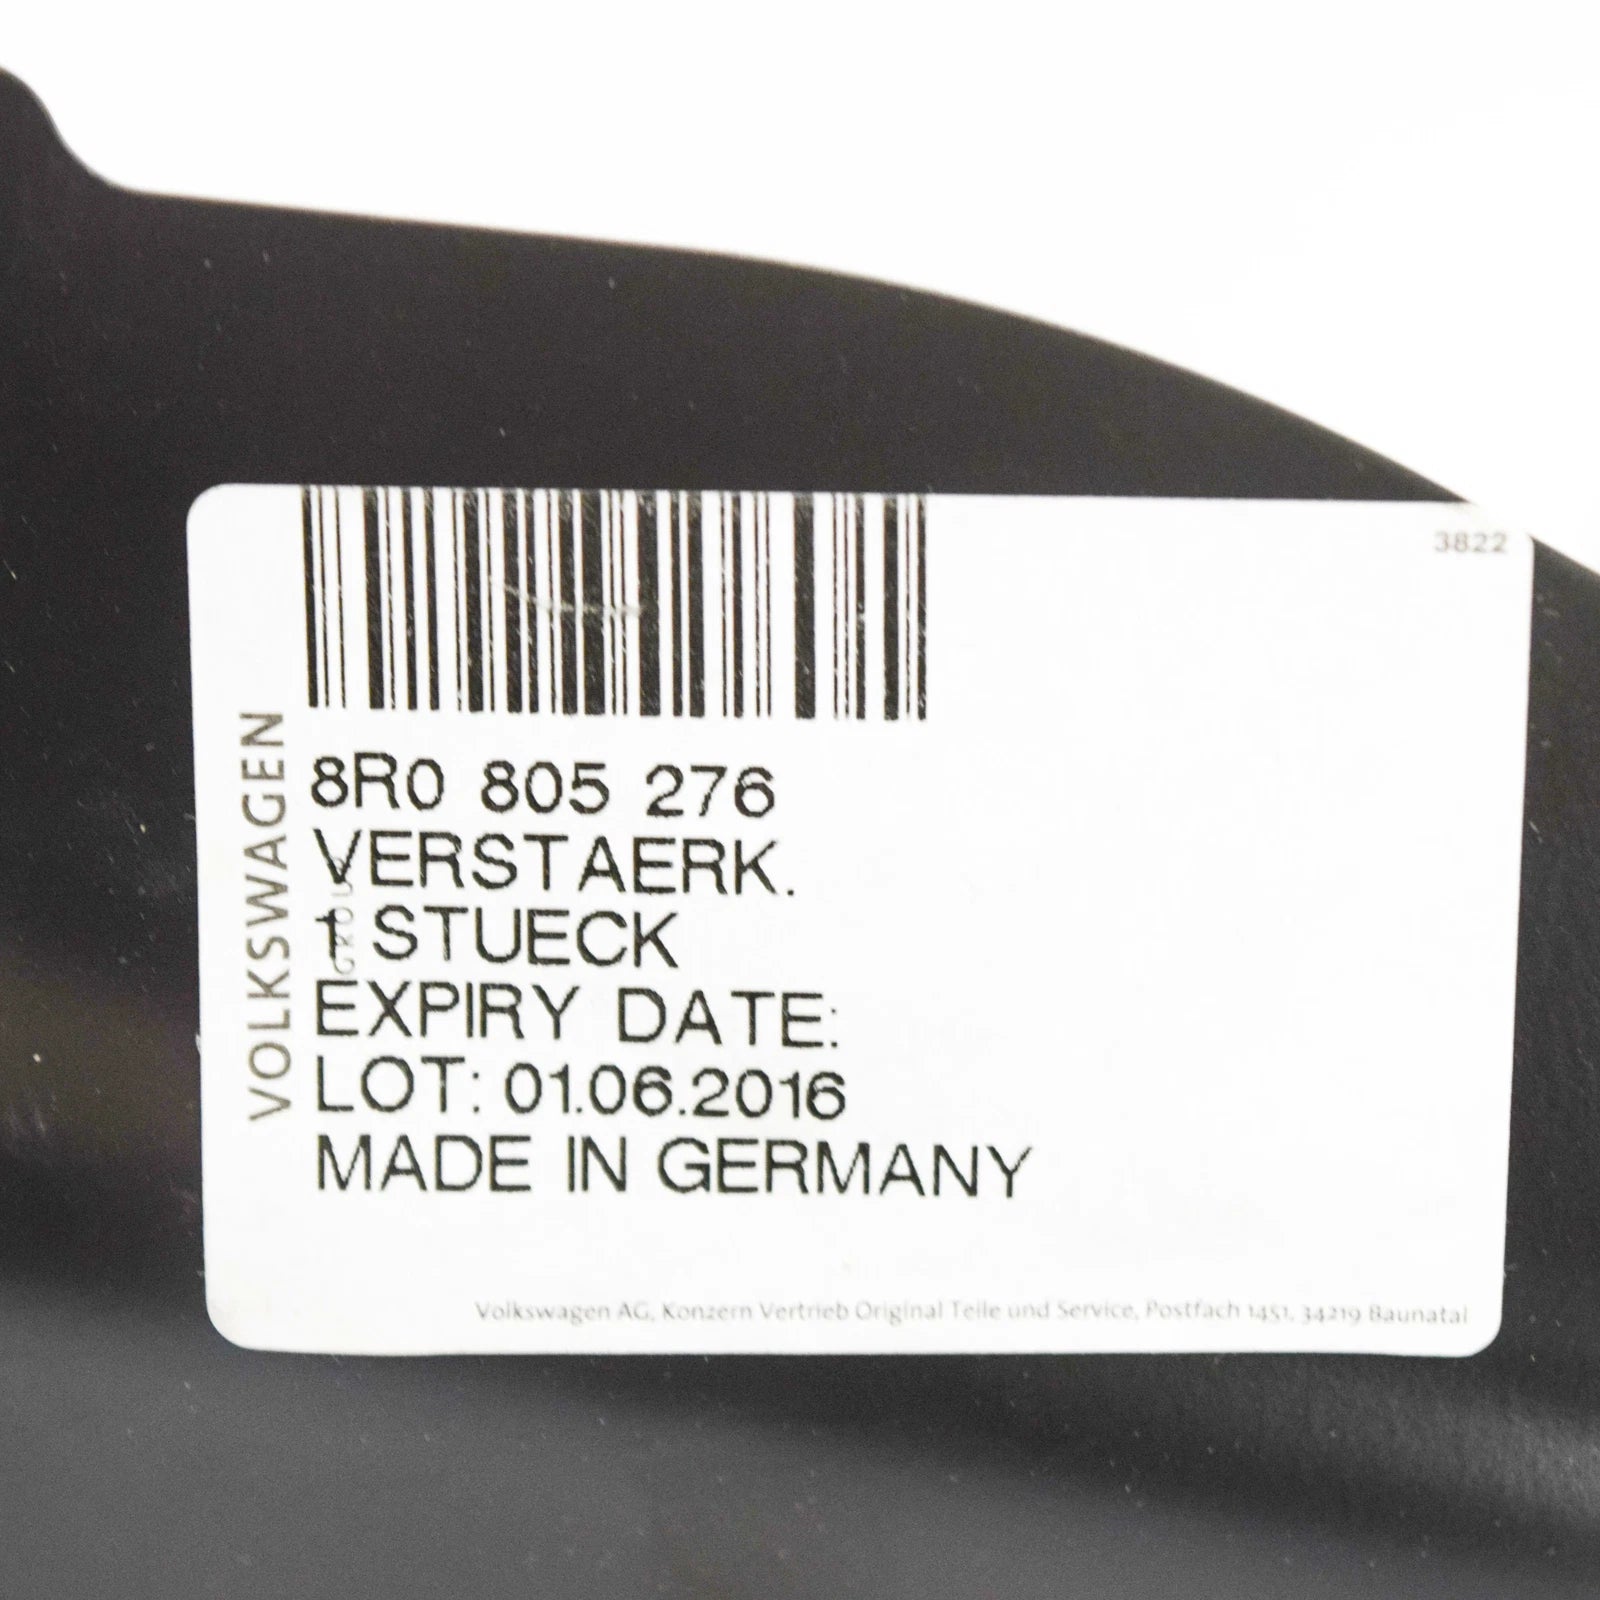 3822
VOLKSWAGEN
GROUP
8R0 805 276
VERSTAERK.
1 STUECK
EXPIRY DATE:
LOT: 01.06.2016
MADE IN GERMANY
Volkswagen AG, Konzern Vertrieb Original Teile und Service, Postfach 1451, 34219 Baunatal